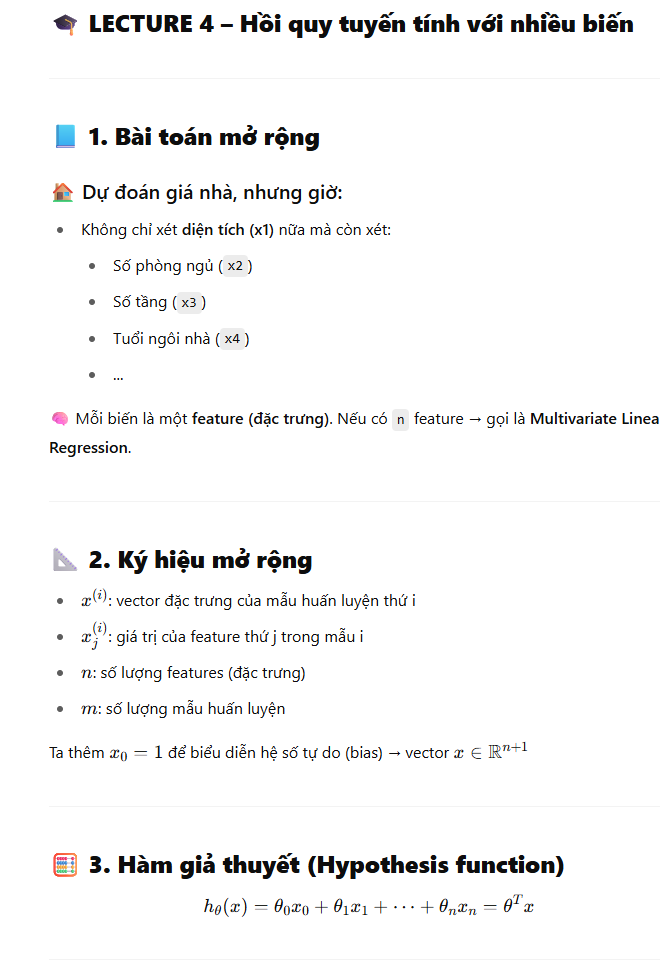 🎓 LECTURE 4 – Hồi quy tuyến tính với nhiều biến
📘 1. Bài toán mở rộng
🏠 Dự đoán giá nhà, nhưng giờ:
• Không chỉ xét diện tích (x1) nữa mà còn xét:
• Số phòng ngủ ( x2 )
• Số tầng ( x3 )
• Tuổi ngôi nhà ( x4 )
• ...
🧠 Mỗi biến là một feature (đặc trưng). Nếu có n feature → gọi là Multivariate Linea
Regression.
📐 2. Ký hiệu mở rộng
• x^{(i)}: vector đặc trưng của mẫu huấn luyện thứ i
• x_j^{(i)}: giá trị của feature thứ j trong mẫu i
• n: số lượng features (đặc trưng)
• m: số lượng mẫu huấn luyện
Ta thêm x_0 = 1 để biểu diễn hệ số tự do (bias) → vector x ∈ ℝ^{n+1}
🧮 3. Hàm giả thuyết (Hypothesis function)
h_θ(x) = θ_0x_0 + θ_1x_1 + ⋯ + θ_nx_n = θ^T x